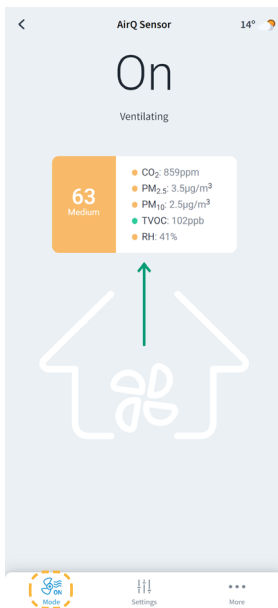 AirQ Sensor 14°
On
Ventilating
63
Medium
CO₂: 859ppm
PM₂.₅: 3.5µg/m³
PM₁₀: 2.5µg/m³
TVOC: 102ppb
RH: 41%
ON
Mode Settings More